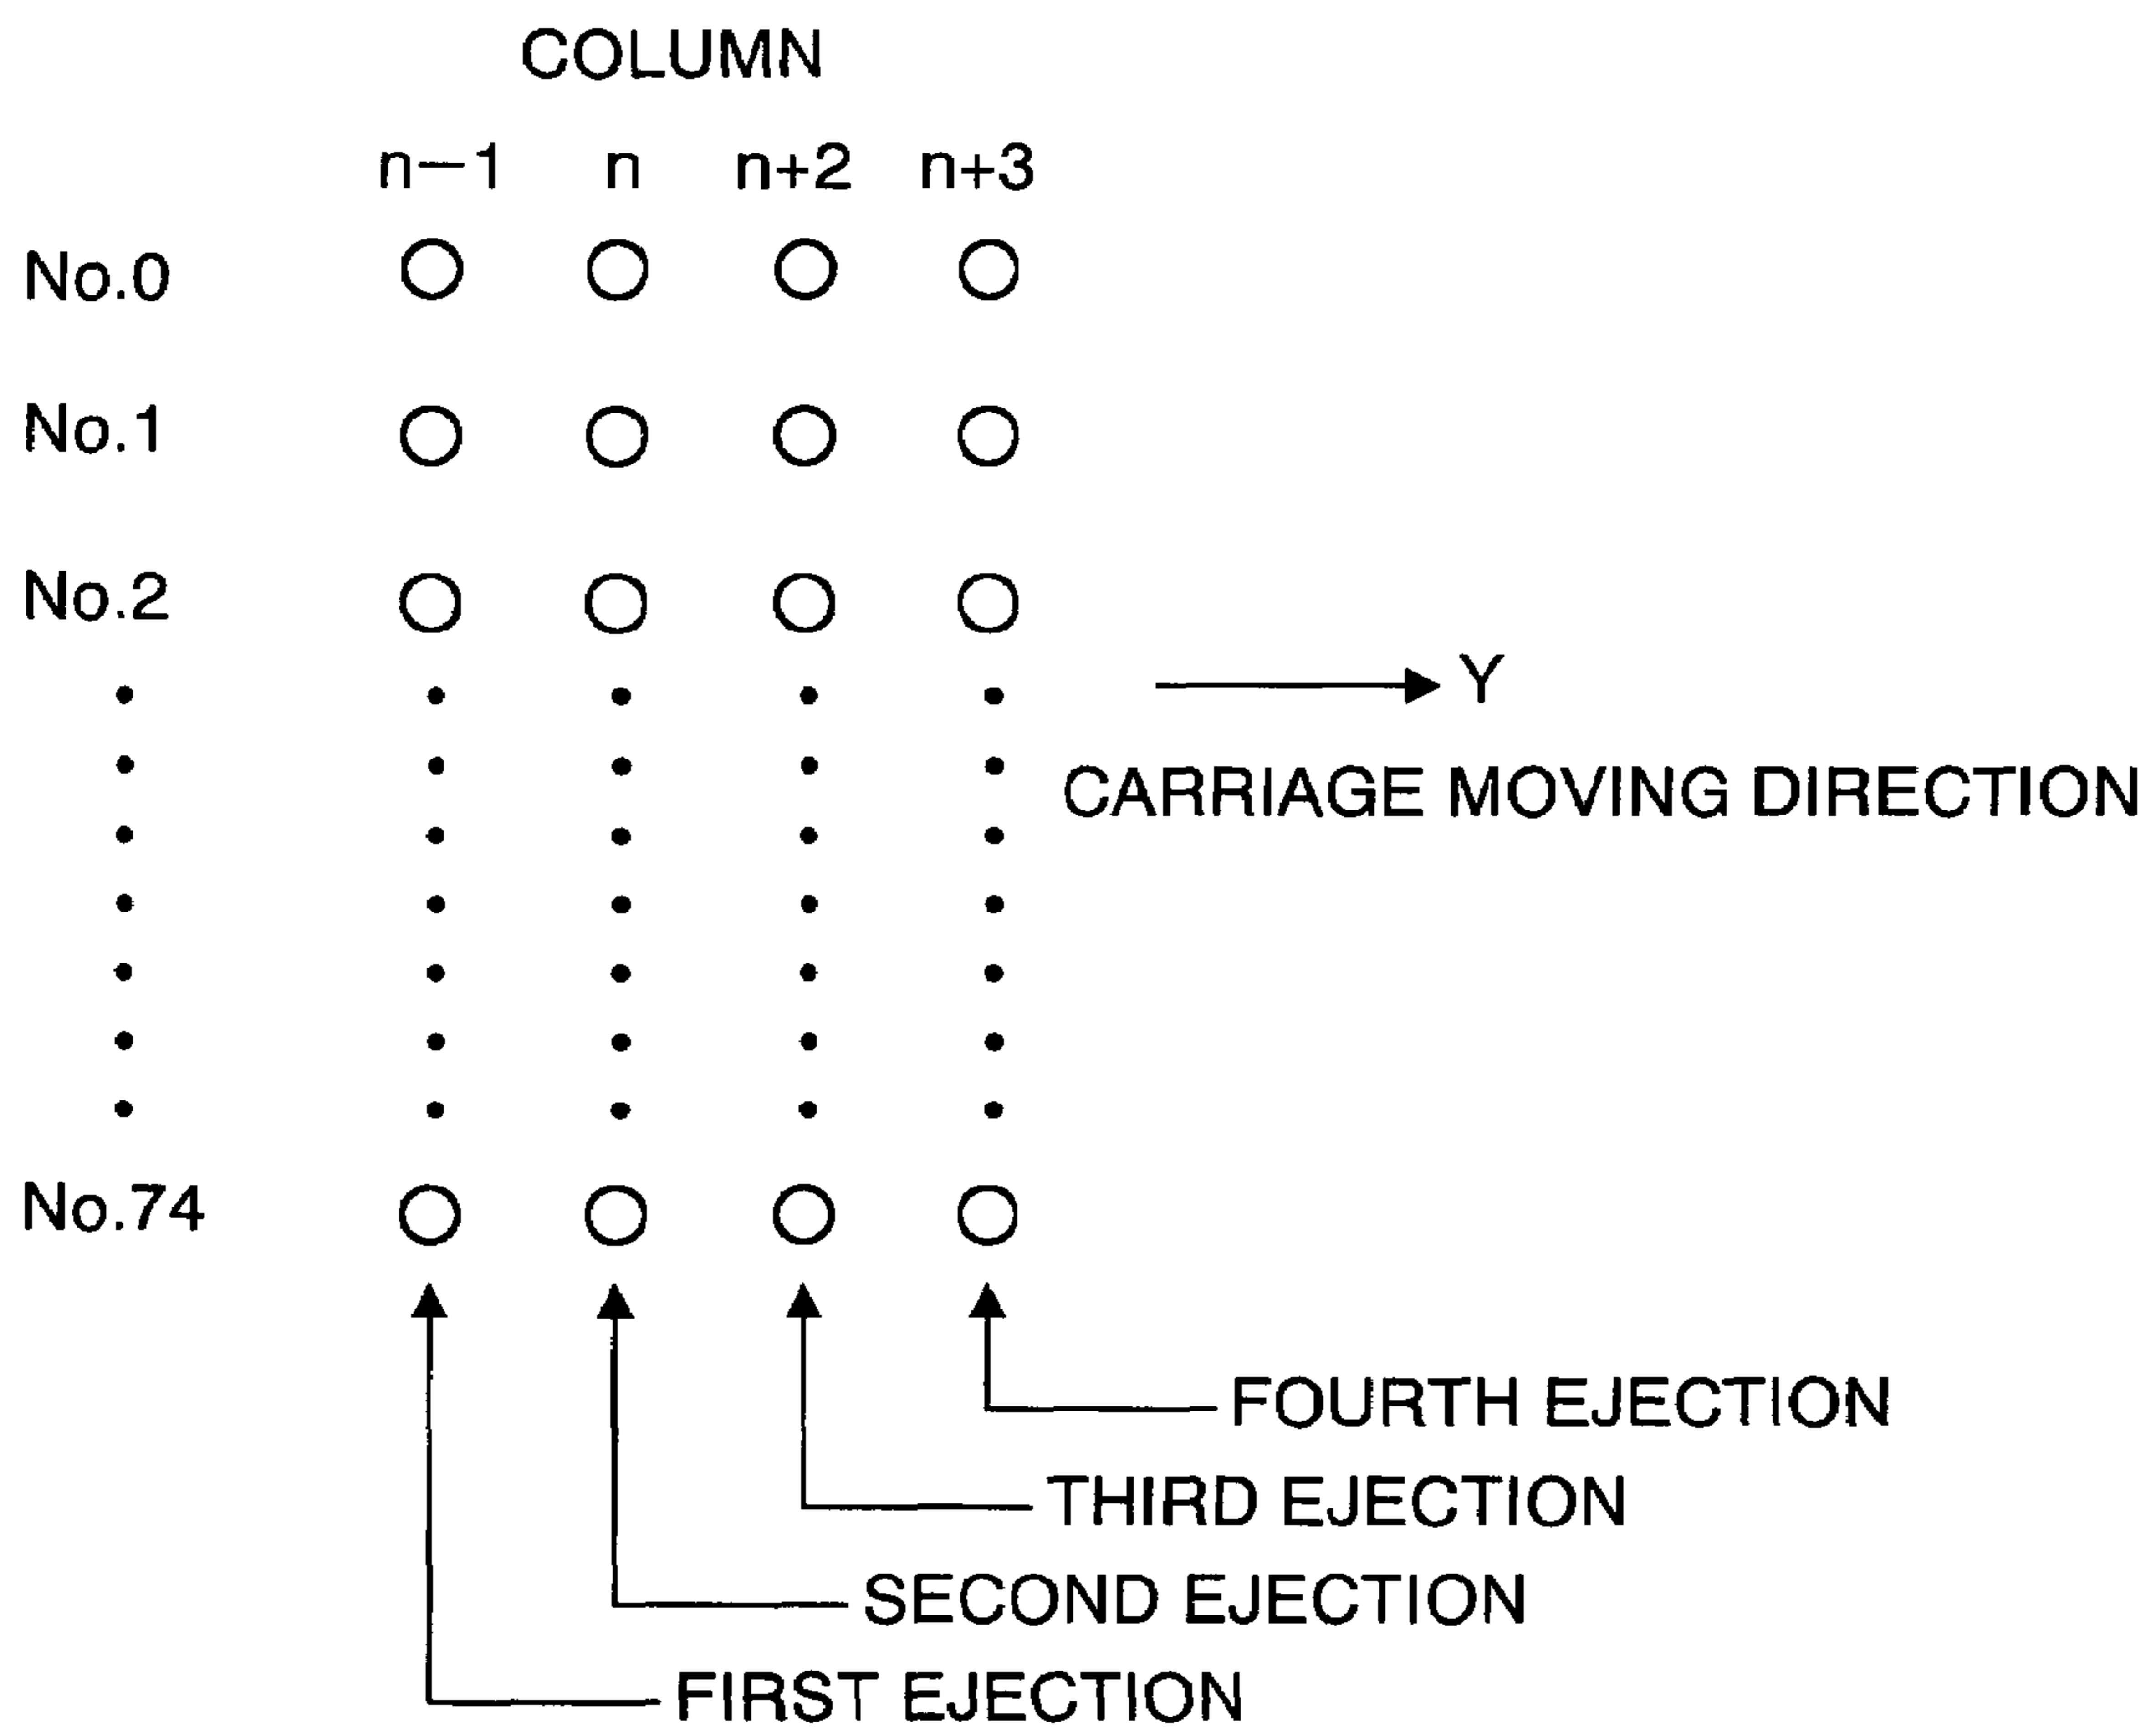 COLUMN
n−1 n n+2 n+3
No.0
No.1
No.2
Y
CARRIAGE MOVING DIRECTION
No.74
FOURTH EJECTION
THIRD EJECTION
SECOND EJECTION
FIRST EJECTION